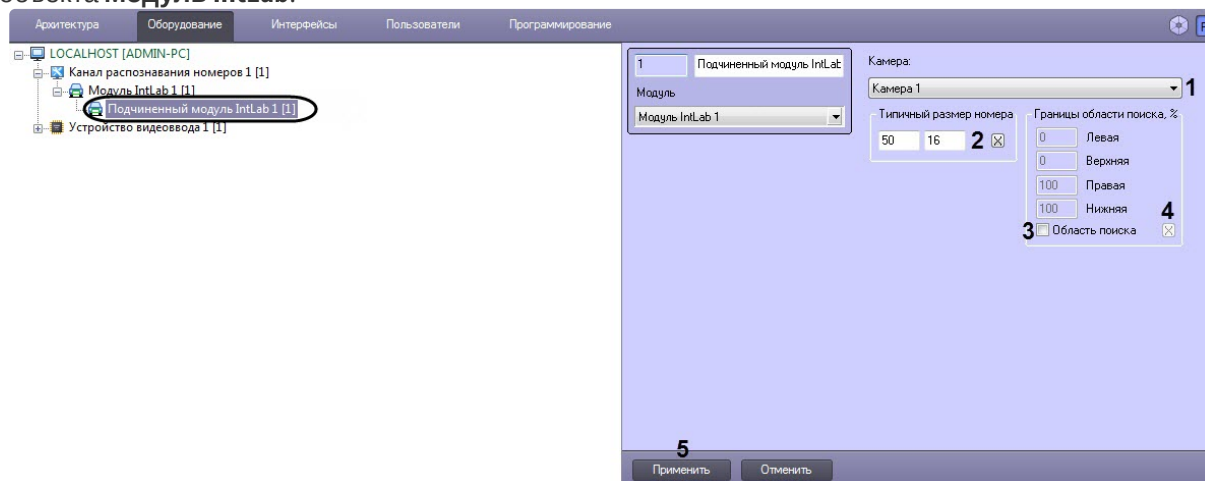 объекта Модуль IntLab.
Архитектура Оборудование Интерфейсы Пользователи Программирование
LOCALHOST [ADMIN-PC]
Канал распознавания номеров 1 [1]
Модуль IntLab 1 [1]
Подчиненный модуль IntLab 1 [1]
Устройство видеоввода 1 [1]
1 Подчиненный модуль IntLab
Модуль
Модуль IntLab 1
Камера:
Камера 1 1
Типичный размер номера
50 16 2
Границы области поиска, %
0 Левая
0 Верхняя
100 Правая
100 Нижняя 4
3 Область поиска
5
Применить Отменить